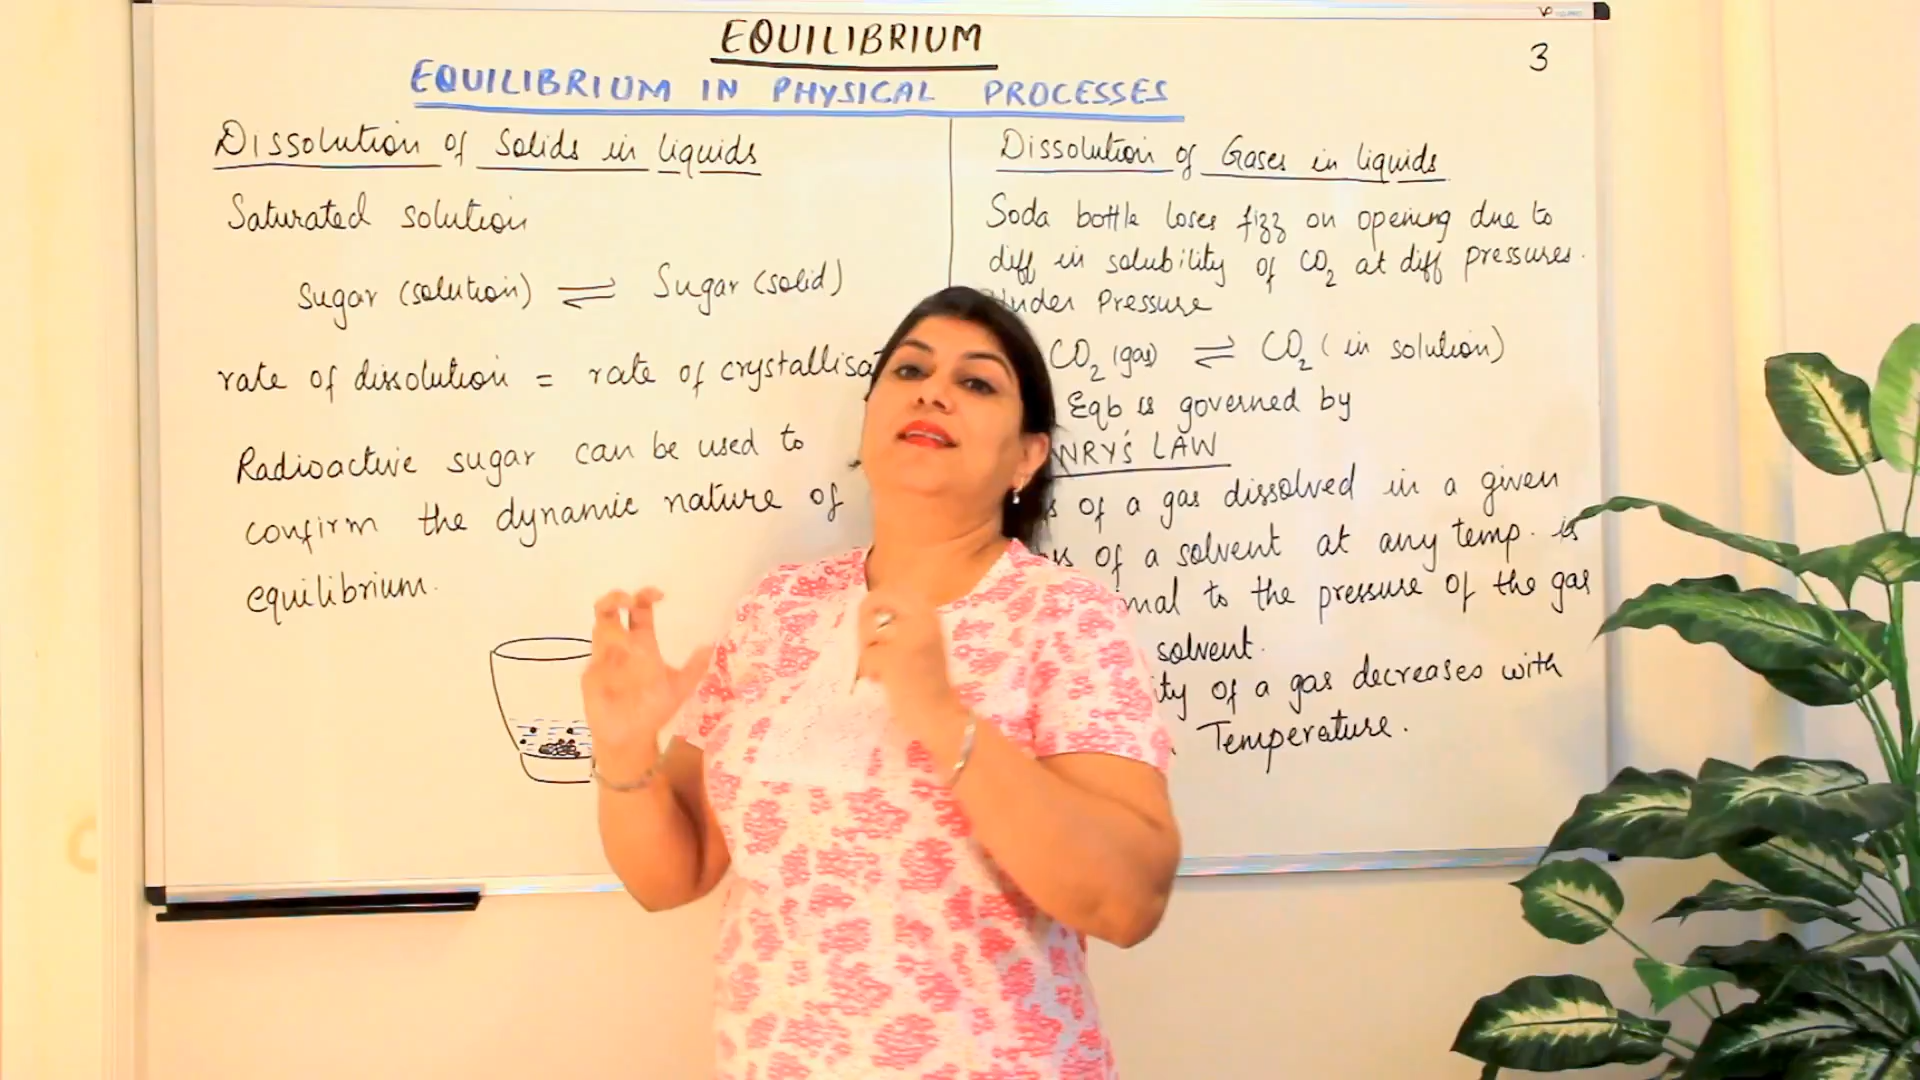 EQUILIBRIUM
3
EQUILIBRIUM IN PHYSICAL PROCESSES
Dissolution of Solids in liquids
Saturated solution
Sugar (solution) ⇌ Sugar (solid)
rate of dissolution = rate of
Radioactive sugar can be used to
confirm the dynamic nature of
equilibrium.
Dissolution of Gases in liquids
Soda bottle loses fizz on opening due to
diff in solubility of CO2 at diff pressures.
Under Pressure
CO2 (gas) ⇌ CO2 (in solution)
Eqb is governed by
LAW
of a gas dissolved in a given
of a solvent at any temp. is
to the pressure of the gas
solvent.
of a gas decreases with
Temperature.